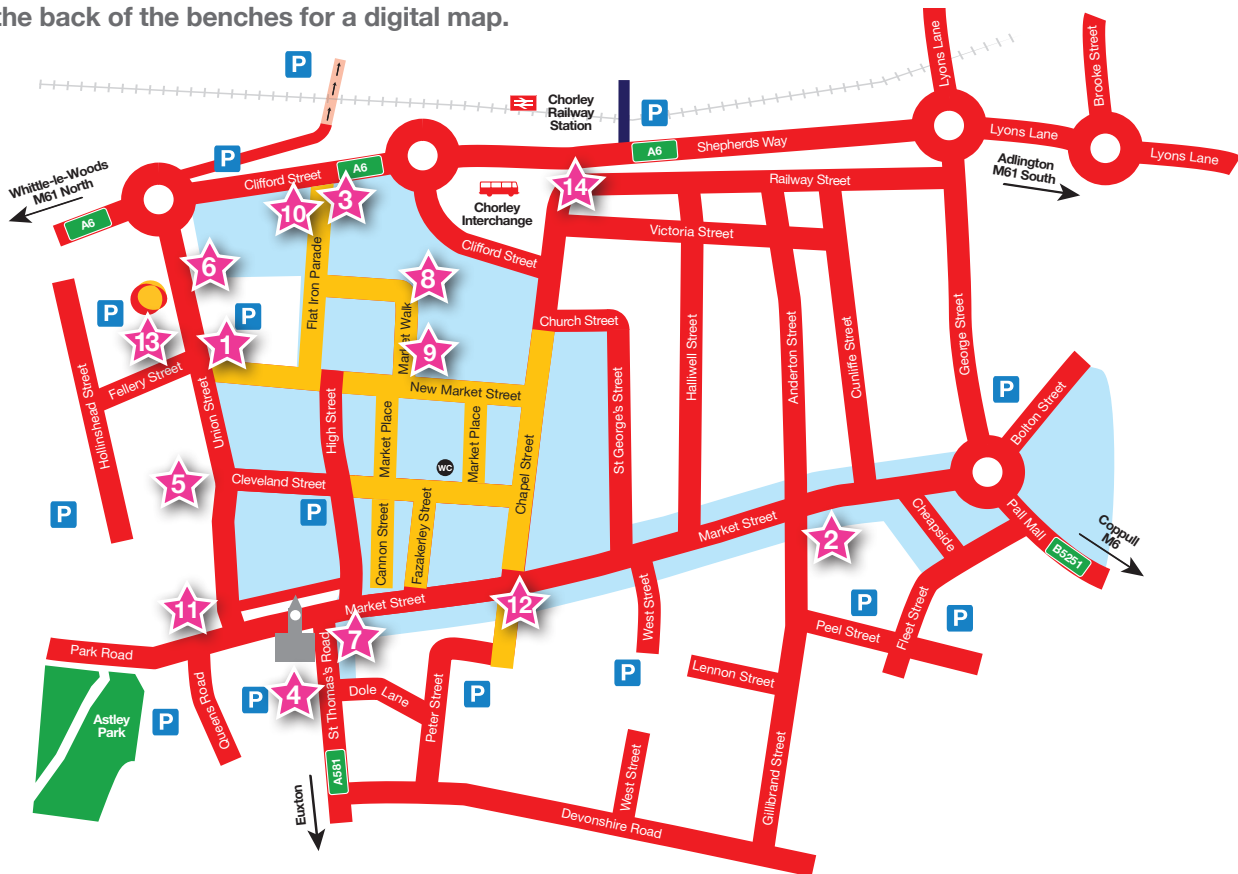 the back of the benches for a digital map.
P
Lyons Lane
Brooke Street
Chorley
Railway
Station
P
A6
Shepherds Way
Lyons Lane
Lyons Lane
Adlington
M61 South
P
Whittle-le-Woods
M61 North
A6
Clifford Street
A6
10
3
Chorley
Interchange
14
Railway Street
Victoria Street
Clifford Street
6
Flat Iron Parade
8
Market Walk
9
P
13
P
1
Church Street
Hollinshead Street
Fellery Street
Union Street
High Street
New Market Street
Market Place
Market Place
WC
Chapel Street
St George's Street
Halliwell Street
Anderton Street
Cunliffe Street
George Street
P
Bolton Street
5
Cleveland Street
P
P
Cannon Street
Fazakerley Street
Market Street
2
Cheapside
Pall Mall
B5251
Coppull
M6
11
Market Street
12
West Street
P
Peel Street
Fleet Street
P
Park Road
7
Lennon Street
Astley
Park
P
Queens Road
P
4
St Thomas's Road
Dole Lane
Peter Street
P
P
A581
Euxton
West Street
Gillibrand Street
Devonshire Road